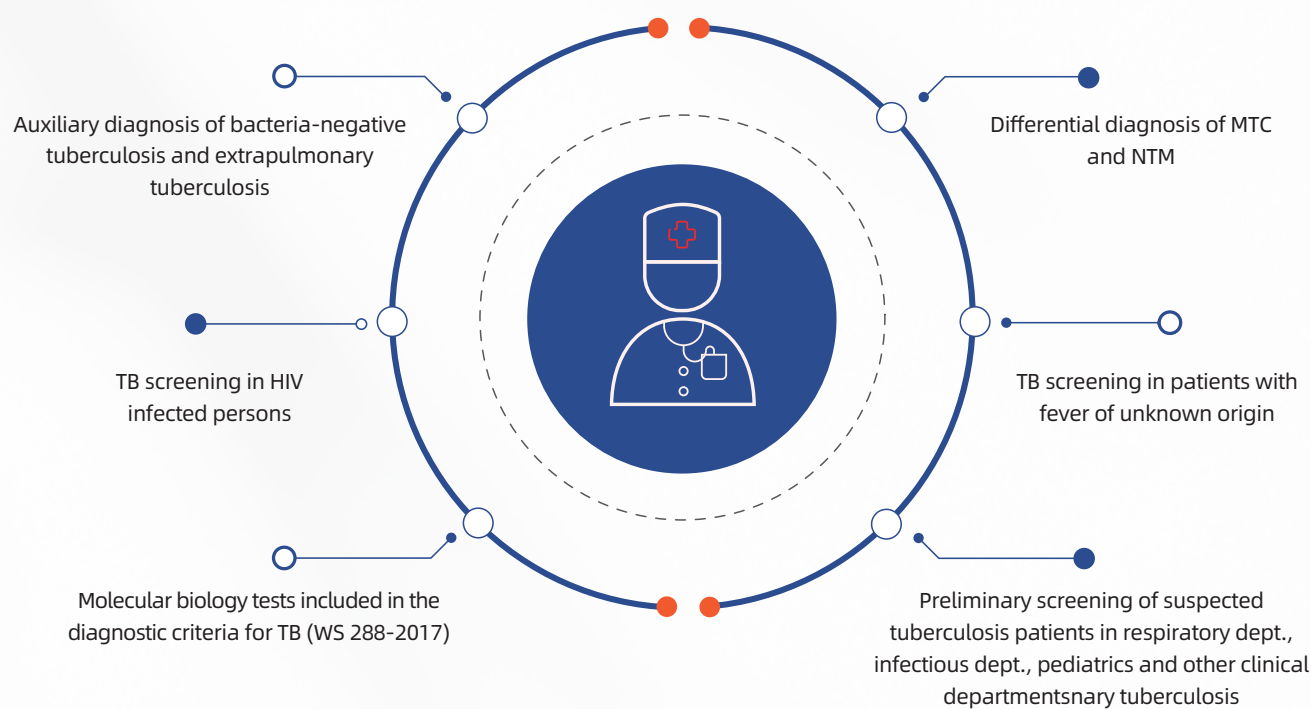 Auxiliary diagnosis of bacteria-negative
tuberculosis and extrapulmonary
tuberculosis
Differential diagnosis of MTC
and NTM
TB screening in HIV
infected persons
TB screening in patients with
fever of unknown origin
Molecular biology tests included in the
diagnostic criteria for TB (WS 288-2017)
Preliminary screening of suspected
tuberculosis patients in respiratory dept.,
infectious dept., pediatrics and other clinical
departmentsnary tuberculosis